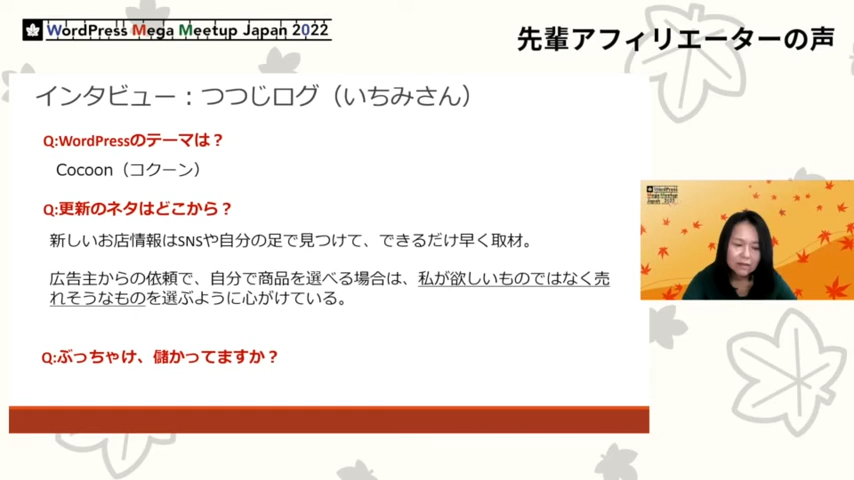 WordPress Mega Meetup Japan 2022
先輩アフィリエーターの声
インタビュー：つつじログ（いちみさん）
Q:WordPressのテーマは？
Cocoon（コクーン）
Q:更新のネタはどこから？
新しいお店情報はSNSや自分の足で見つけて、できるだけ早く取材。
広告主からの依頼で、自分で商品を選べる場合は、私が欲しいものではなく売
れそうなものを選ぶように心がけている。
Q:ぶっちゃけ、儲かってますか？
WordPress
Mega Meetup
Japan 2022